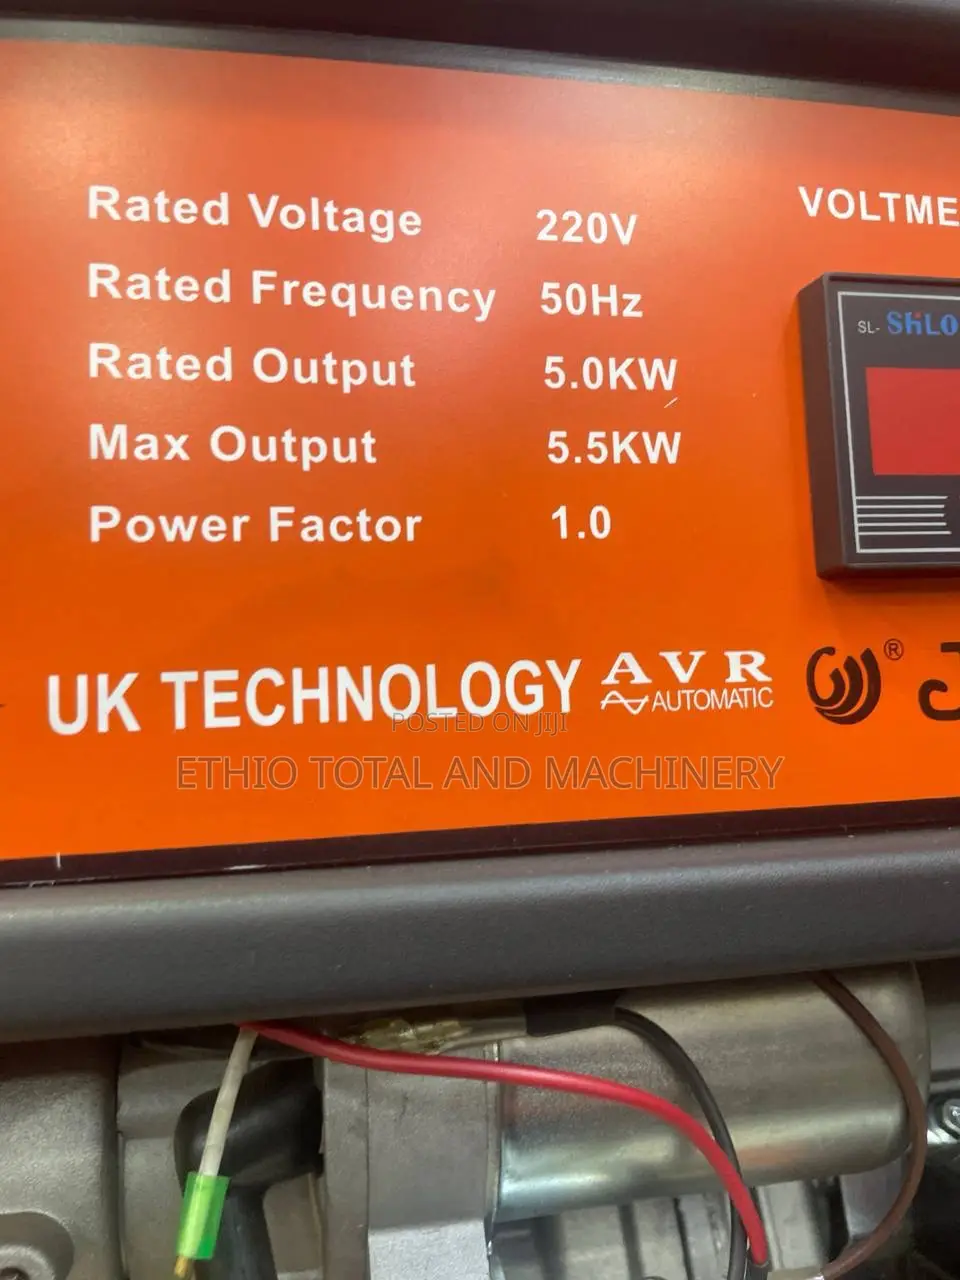 Rated Voltage 220V
VOLTME
Rated Frequency 50Hz
SL- SHLO
Rated Output 5.0KW
Max Output 5.5KW
Power Factor 1.0
UK TECHNOLOGY AVR AUTOMATIC ® J
POSTED ON JIJI
ETHIO TOTAL AND MACHINERY